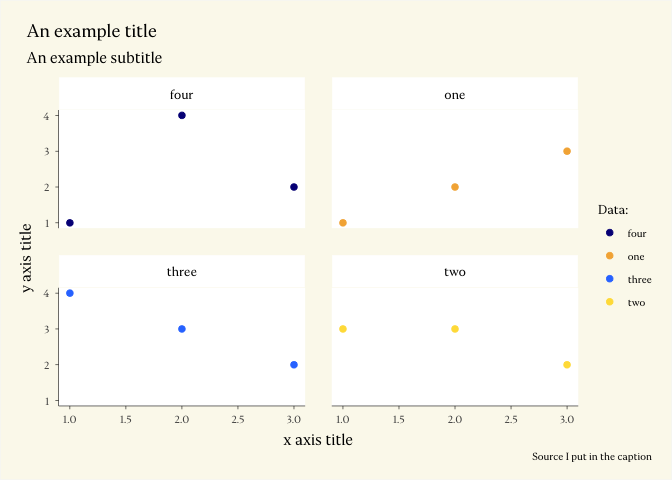 An example title
An example subtitle
four
one
4
3
2
1
y axis title
Data:
four
one
three
two
three
two
4
3
2
1
1.0 1.5 2.0 2.5 3.0
1.0 1.5 2.0 2.5 3.0
x axis title
Source I put in the caption